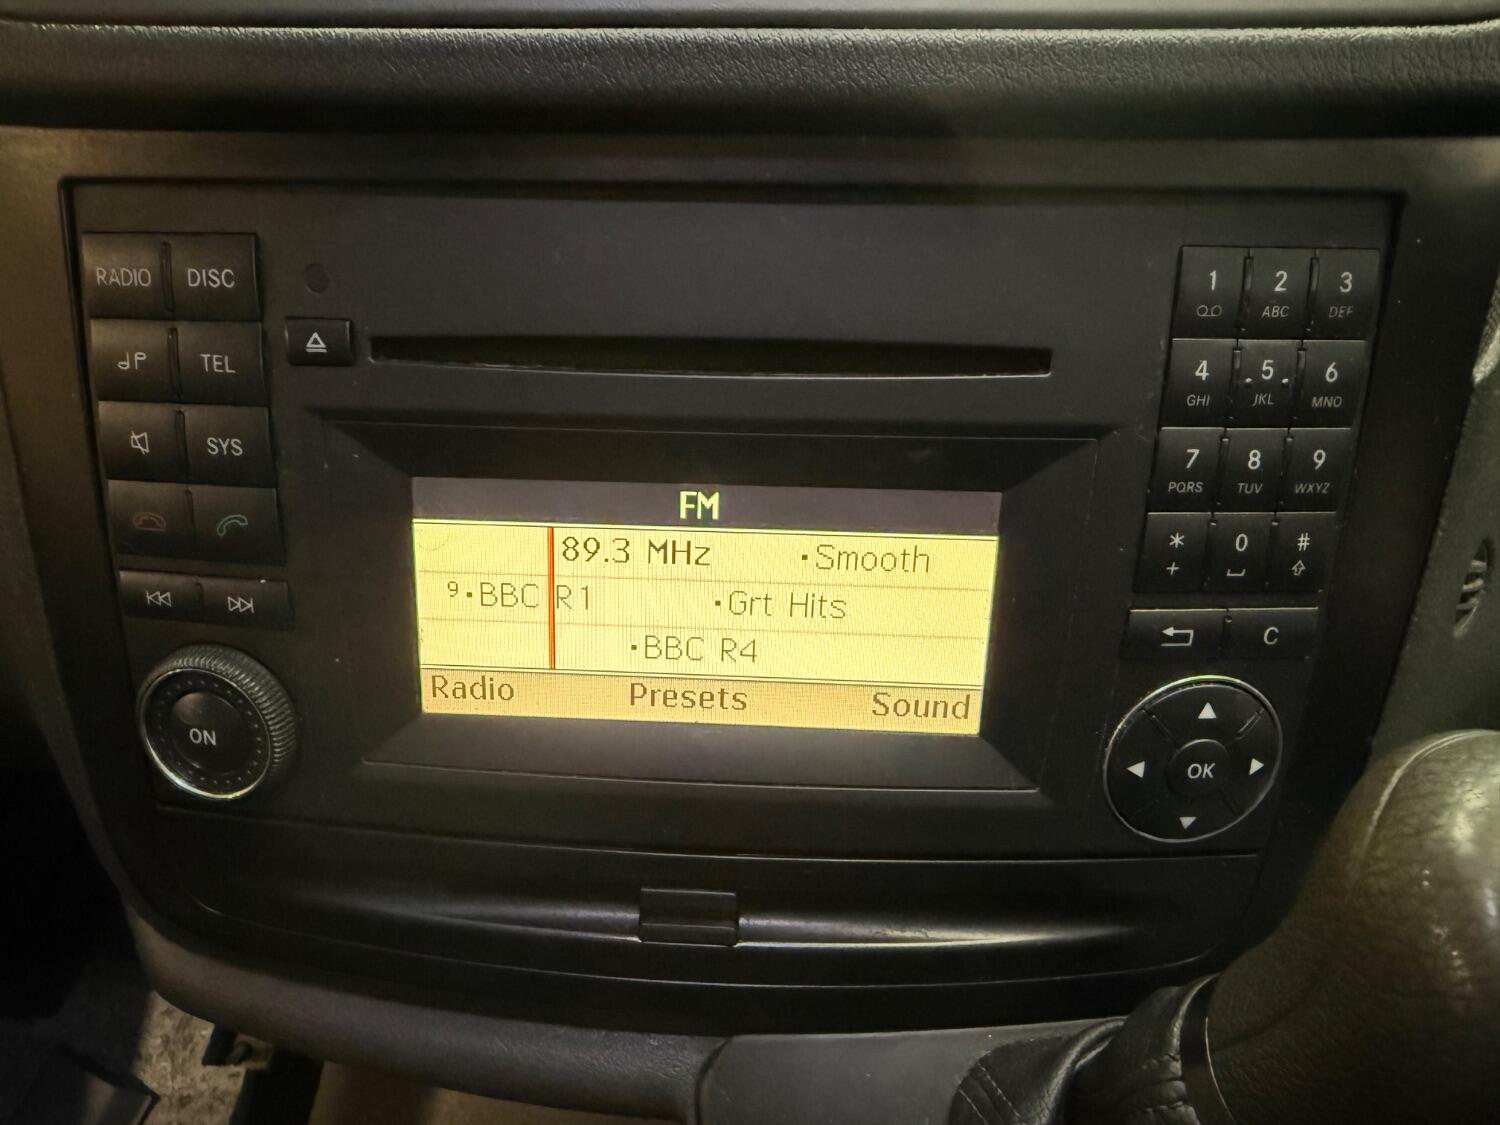 RADIO DISC
TEL
SYS
ON
FM
89.3 MHz ·Smooth
9·BBC R1 ·Grt Hits
·BBC R4
Radio Presets Sound
1 2 3
ABC DEF
4 5 6
GHI JKL MNO
7 8 9
PQRS TUV WXYZ
* 0 #
+
C
OK